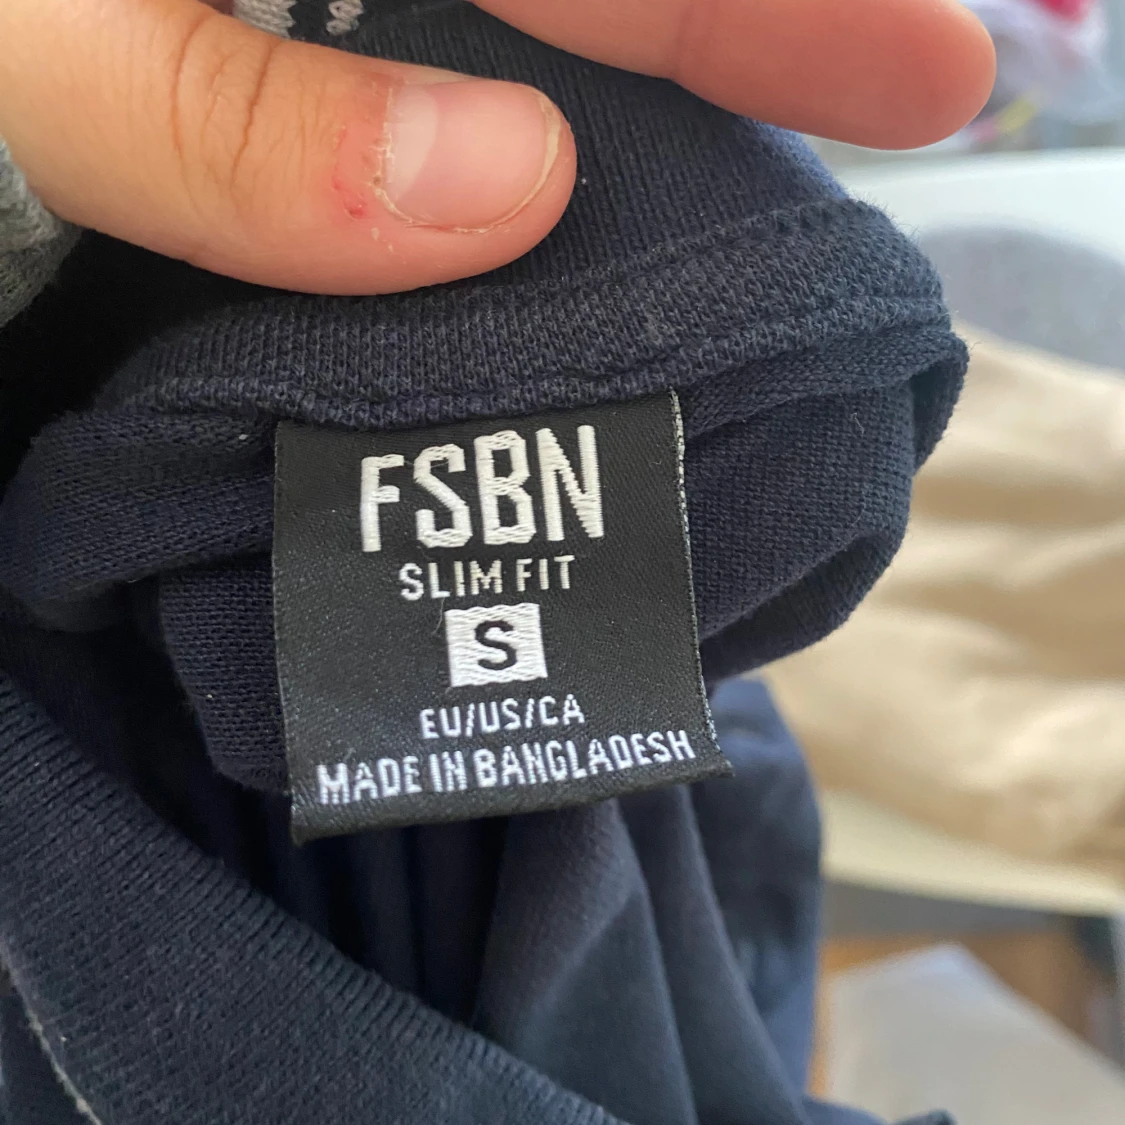 FSBN
SLIM FIT
S
EU/US/CA
MADE IN BANGLADESH